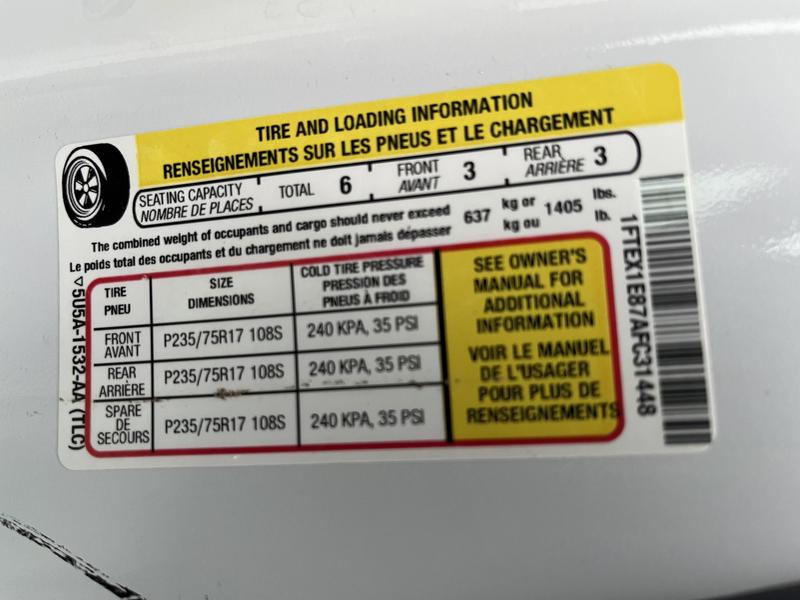 TIRE AND LOADING INFORMATION
RENSEIGNEMENTS SUR LES PNEUS ET LE CHARGEMENT
SEATING CAPACITY TOTAL 6 FRONT 3 REAR 3
NOMBRE DE PLACES AVANT ARRIÈRE
The combined weight of occupants and cargo should never exceed 637 kg or 1405 lbs.
Le poids total des occupants et du chargement ne doit jamais dépasser kg ou lb.
TIRE SIZE COLD TIRE PRESSURE
PNEU DIMENSIONS PRESSION DES
PNEUS À FROID
FRONT P235/75R17 108S 240 KPA, 35 PSI
AVANT
REAR P235/75R17 108S 240 KPA, 35 PSI
ARRIÈRE
SPARE P235/75R17 108S 240 KPA, 35 PSI
DE
SECOURS
SEE OWNER'S
MANUAL FOR
ADDITIONAL
INFORMATION
VOIR LE MANUEL
DE L'USAGER
POUR PLUS DE
RENSEIGNEMENTS
5U5A-1532-AA (TLC)
1FTEX1E87AFC31448